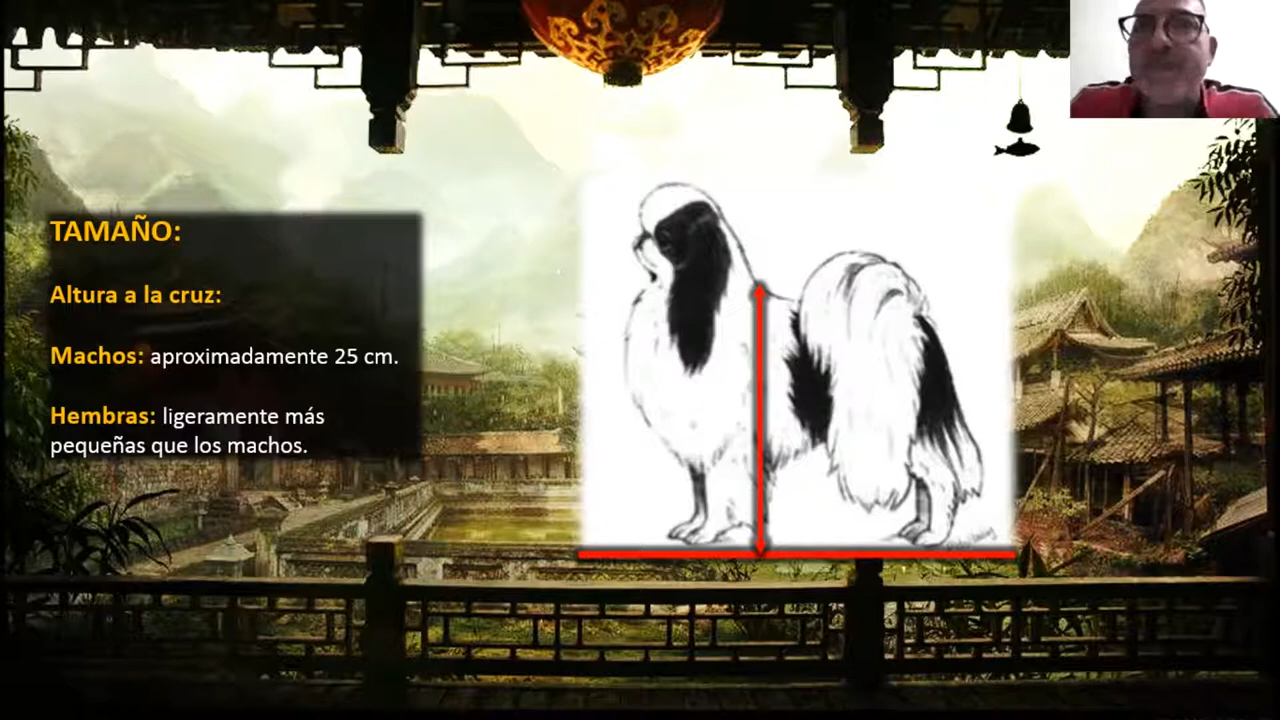 TAMAÑO:
Altura a la cruz:
Machos: aproximadamente 25 cm.
Hembras: ligeramente más
pequeñas que los machos.